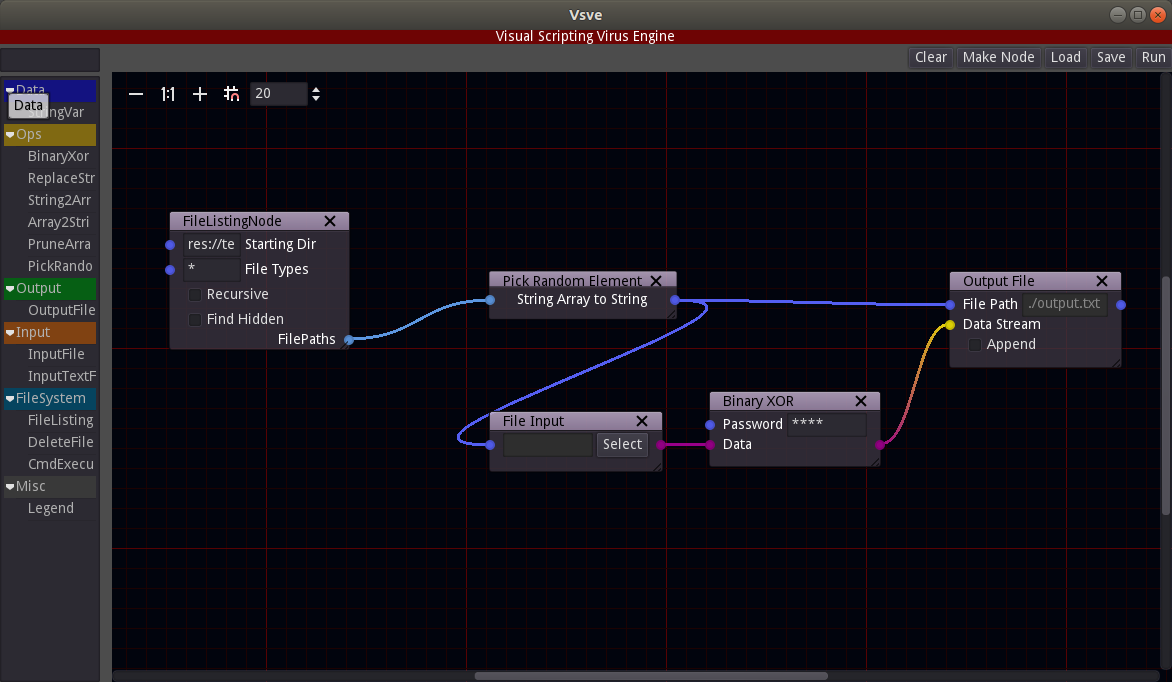 Vsve
Visual Scripting Virus Engine
Clear Make Node Load Save Run
1:1 20
Data
Data
Ops
BinaryXor
ReplaceStr
String2Arr
Array2Stri
PruneArra
PickRando
Output
OutputFile
Input
InputFile
InputTextF
FileSystem
FileListing
DeleteFile
CmdExecu
Misc
Legend
FileListingNode
res://te Starting Dir
* File Types
Recursive
Find Hidden
FilePaths
Pick Random Element
String Array to String
File Input
Select
Binary XOR
Password ****
Data
Output File
File Path ./output.txt
Data Stream
Append